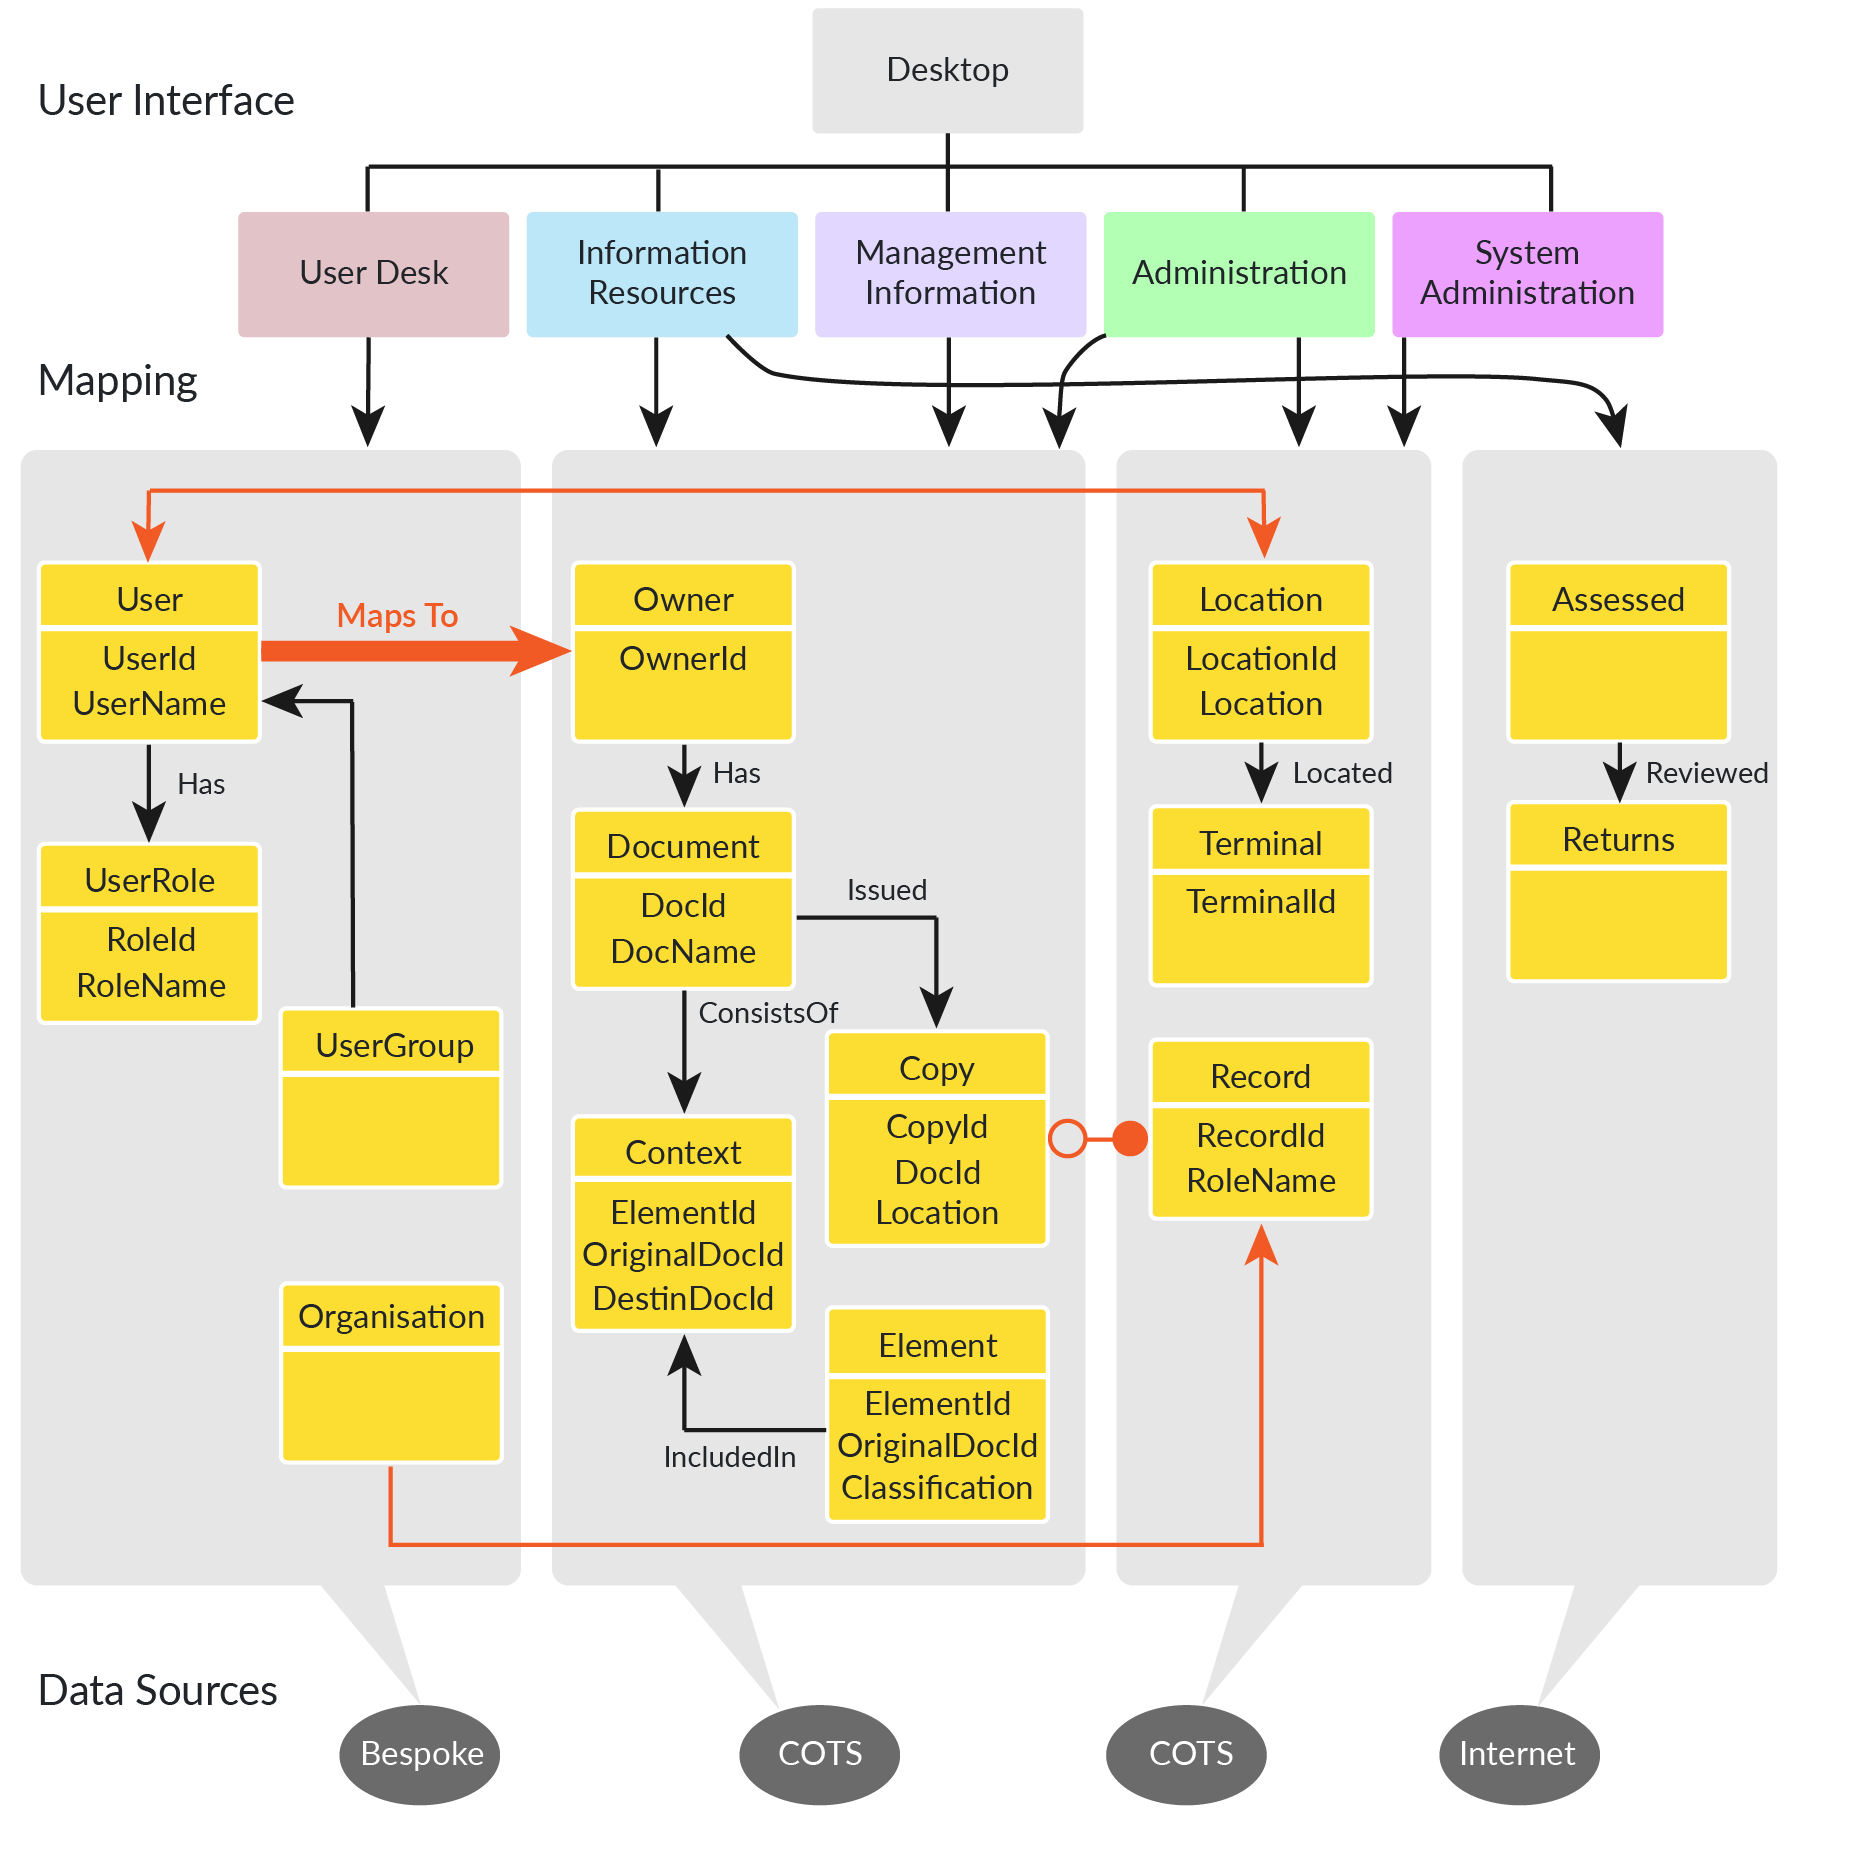 Desktop
User Interface
User Desk
Information
Resources
Management
Information
Administration
System
Administration
Mapping
User
UserId
UserName
Maps To
Owner
OwnerId
Location
LocationId
Location
Assessed
Has
Has
Located
Reviewed
UserRole
RoleId
RoleName
Document
DocId
DocName
Issued
Terminal
TerminalId
Returns
ConsistsOf
UserGroup
Copy
CopyId
DocId
Location
Record
RecordId
RoleName
Context
ElementId
OriginalDocId
DestinDocId
Organisation
Element
ElementId
OriginalDocId
Classification
IncludedIn
Data Sources
Bespoke
COTS
COTS
Internet